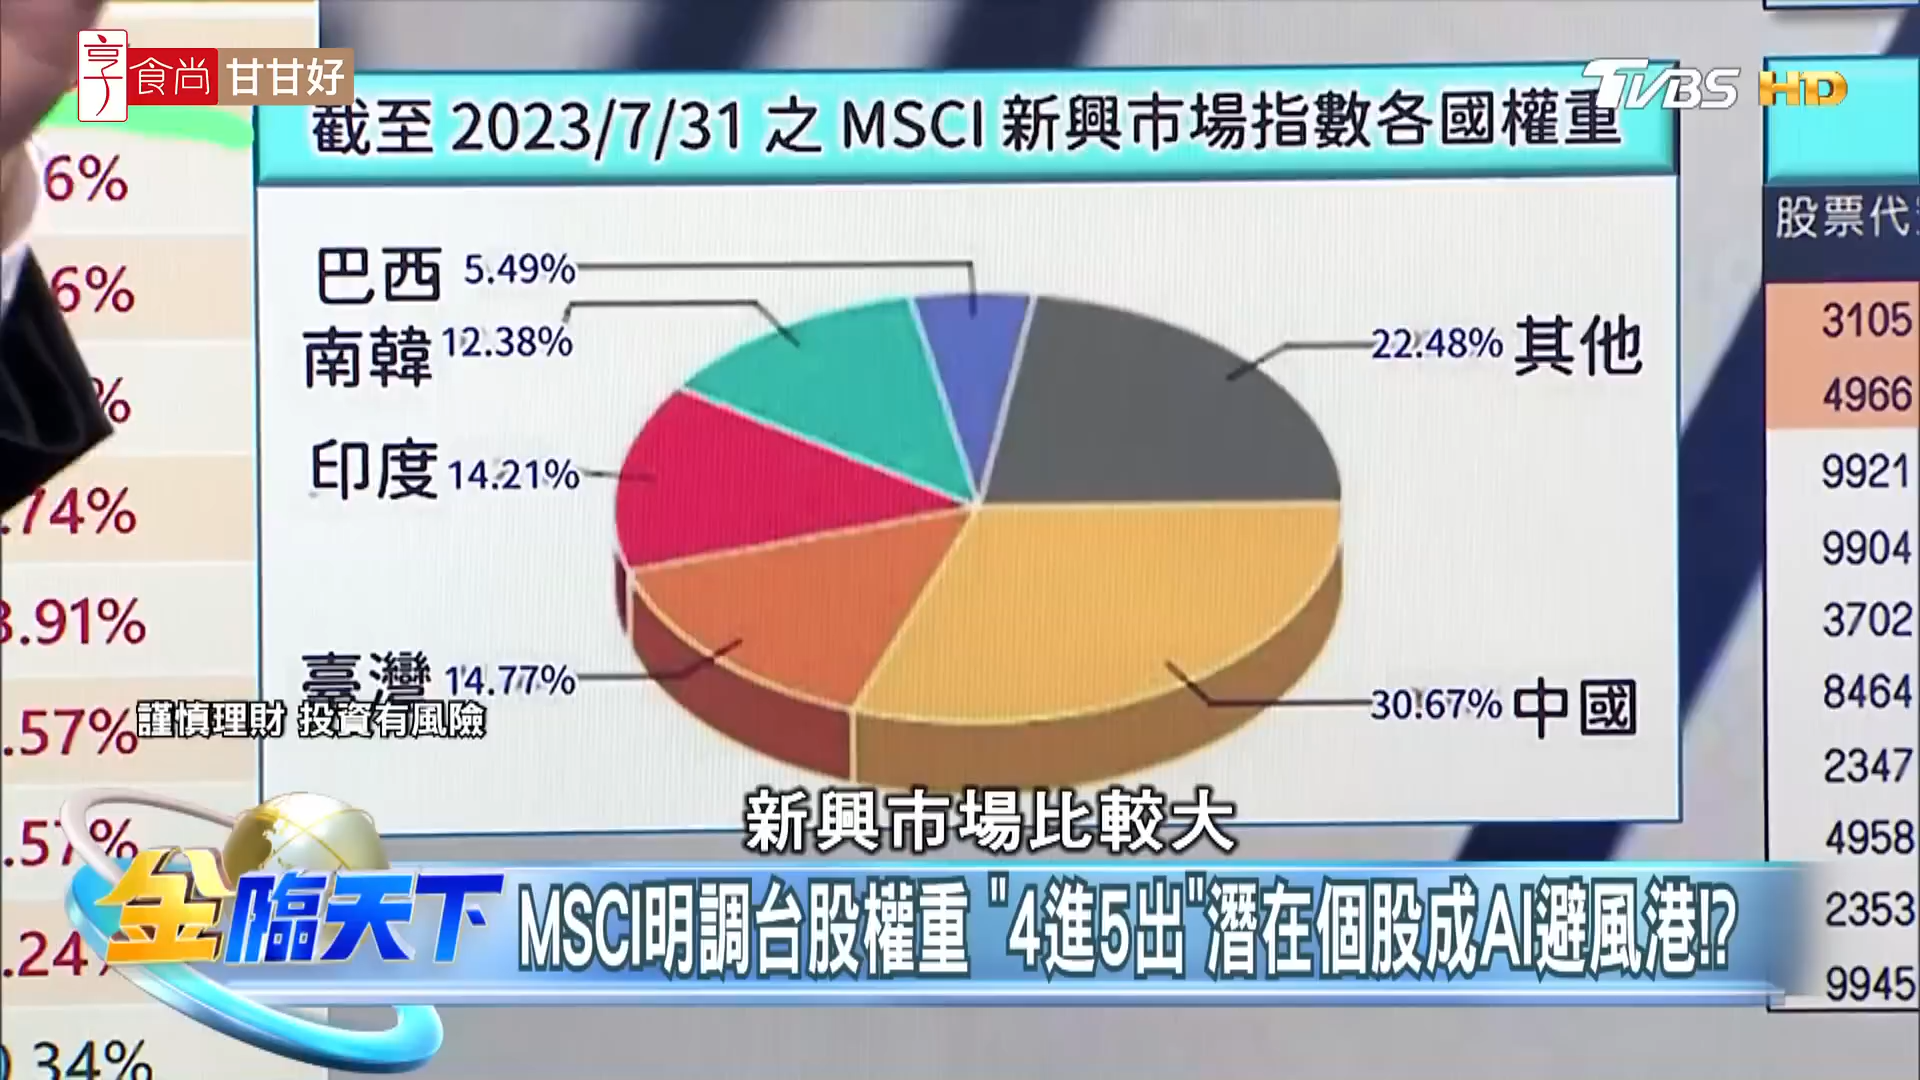 享 食尚 甘甘好
TVBS HD
截至 2023/7/31 之 MSCI 新興市場指數各國權重
巴西 5.49%
南韓 12.38%
印度 14.21%
臺灣 14.77%
22.48% 其他
30.67% 中國
6%
6%
%
.74%
3.91%
.57%
.57%
.24
34%
股票代
3105
4966
9921
9904
3702
8464
2347
4958
2353
9945
謹慎理財 投資有風險
新興市場比較大
金臨天下
MSCI明調台股權重 "4進5出"潛在個股成AI避風港!?